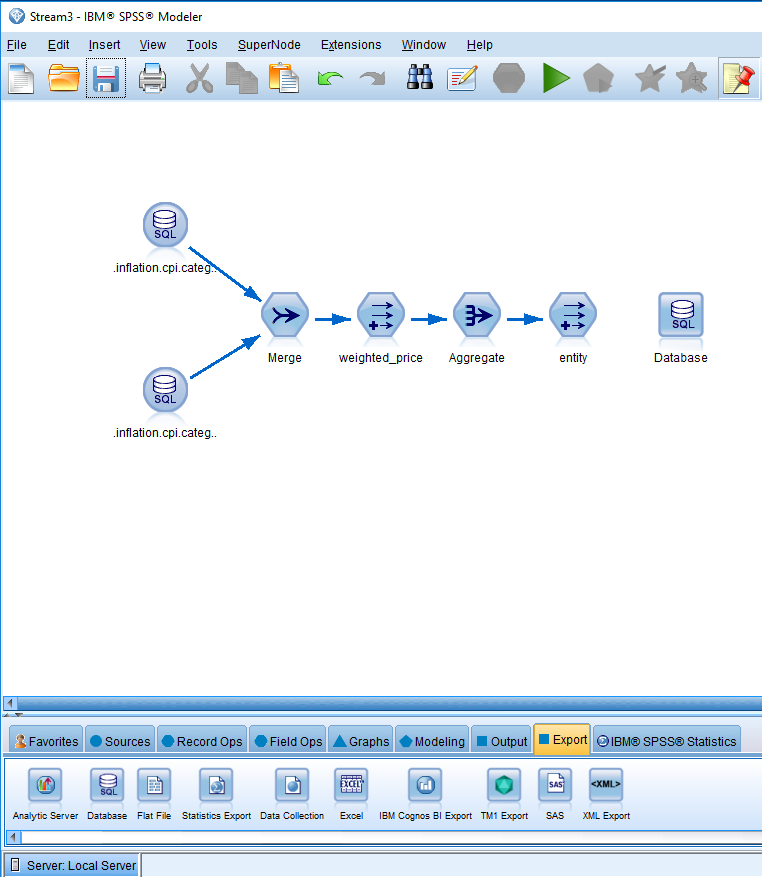 Stream3 - IBM® SPSS® Modeler
File Edit Insert View Tools SuperNode Extensions Window Help
SQL
.inflation.cpi.categ..
Merge
weighted_price
Aggregate
entity
SQL
Database
SQL
.inflation.cpi.categ..
Favorites Sources Record Ops Field Ops Graphs Modeling Output Export IBM® SPSS® Statistics
SQL EXCEL SAS <XML>
Analytic Server Database Flat File Statistics Export Data Collection Excel IBM Cognos BI Export TM1 Export SAS XML Export
Server: Local Server